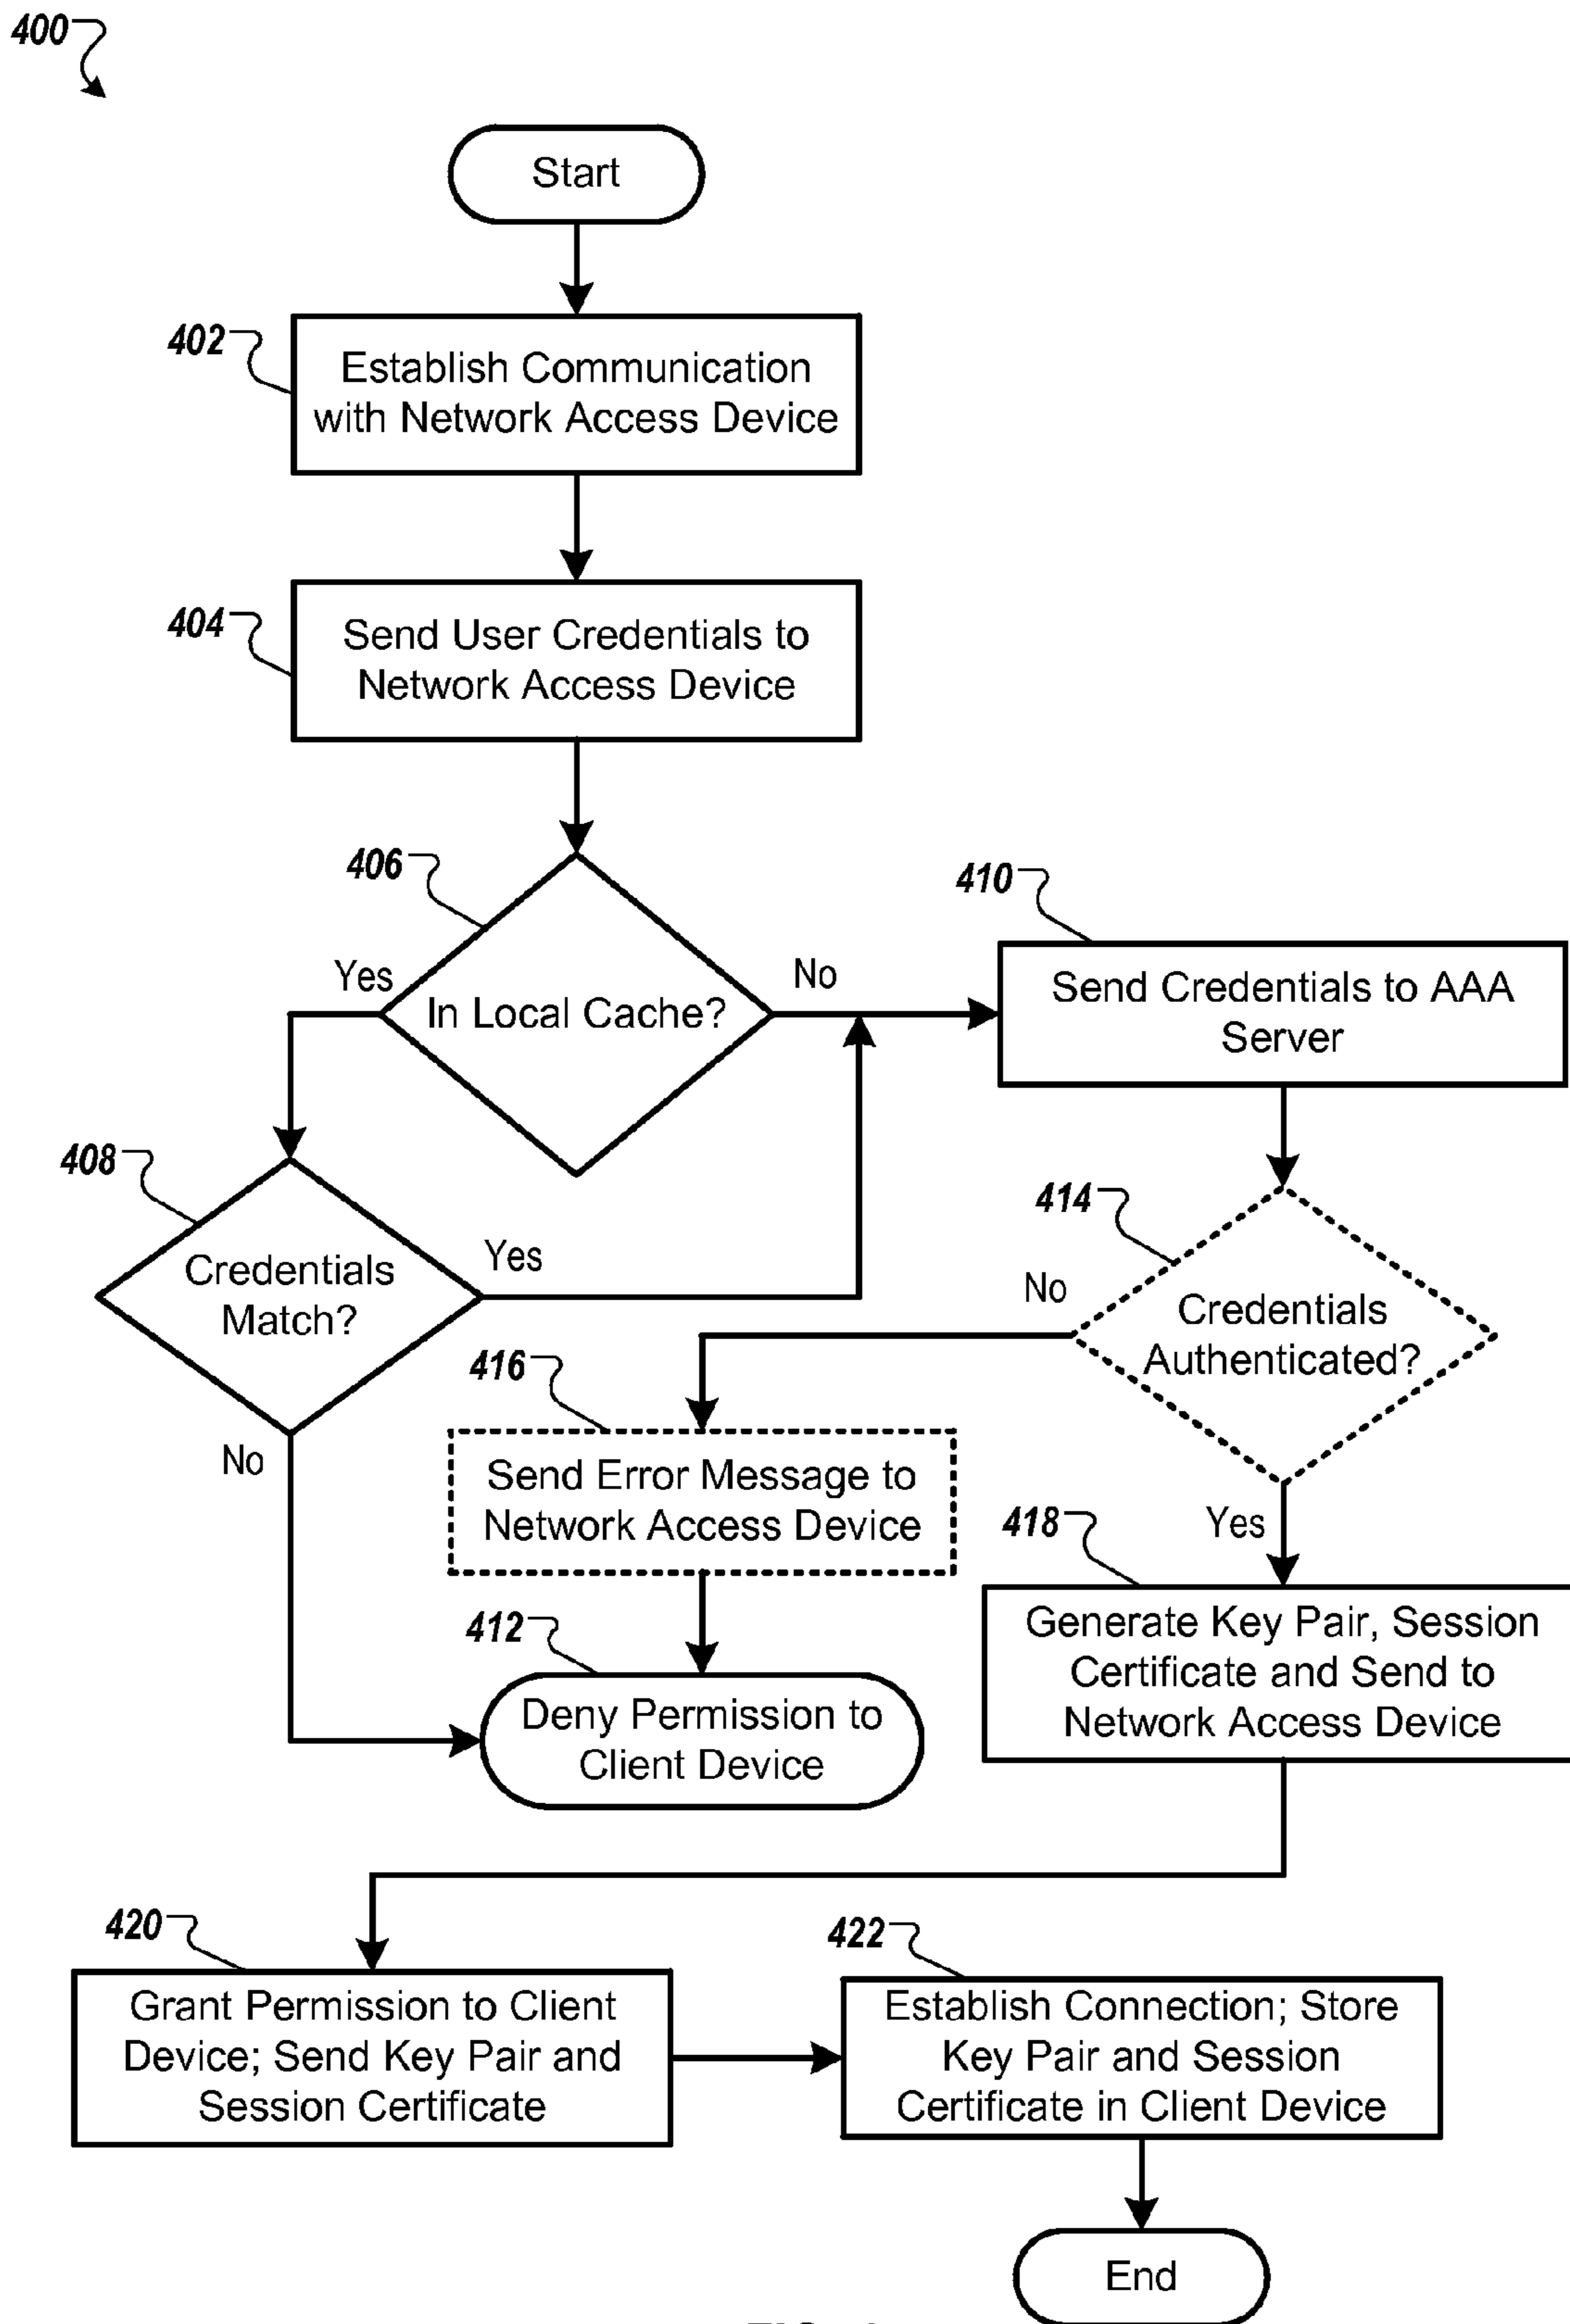 400
Start
402
Establish Communication
with Network Access Device
404
Send User Credentials to
Network Access Device
406
In Local Cache?
Yes
No
410
Send Credentials to AAA
Server
408
Credentials
Match?
Yes
No
414
Credentials
Authenticated?
No
Yes
416
Send Error Message to
Network Access Device
412
Deny Permission to
Client Device
418
Generate Key Pair, Session
Certificate and Send to
Network Access Device
420
Grant Permission to Client
Device; Send Key Pair and
Session Certificate
422
Establish Connection; Store
Key Pair and Session
Certificate in Client Device
End